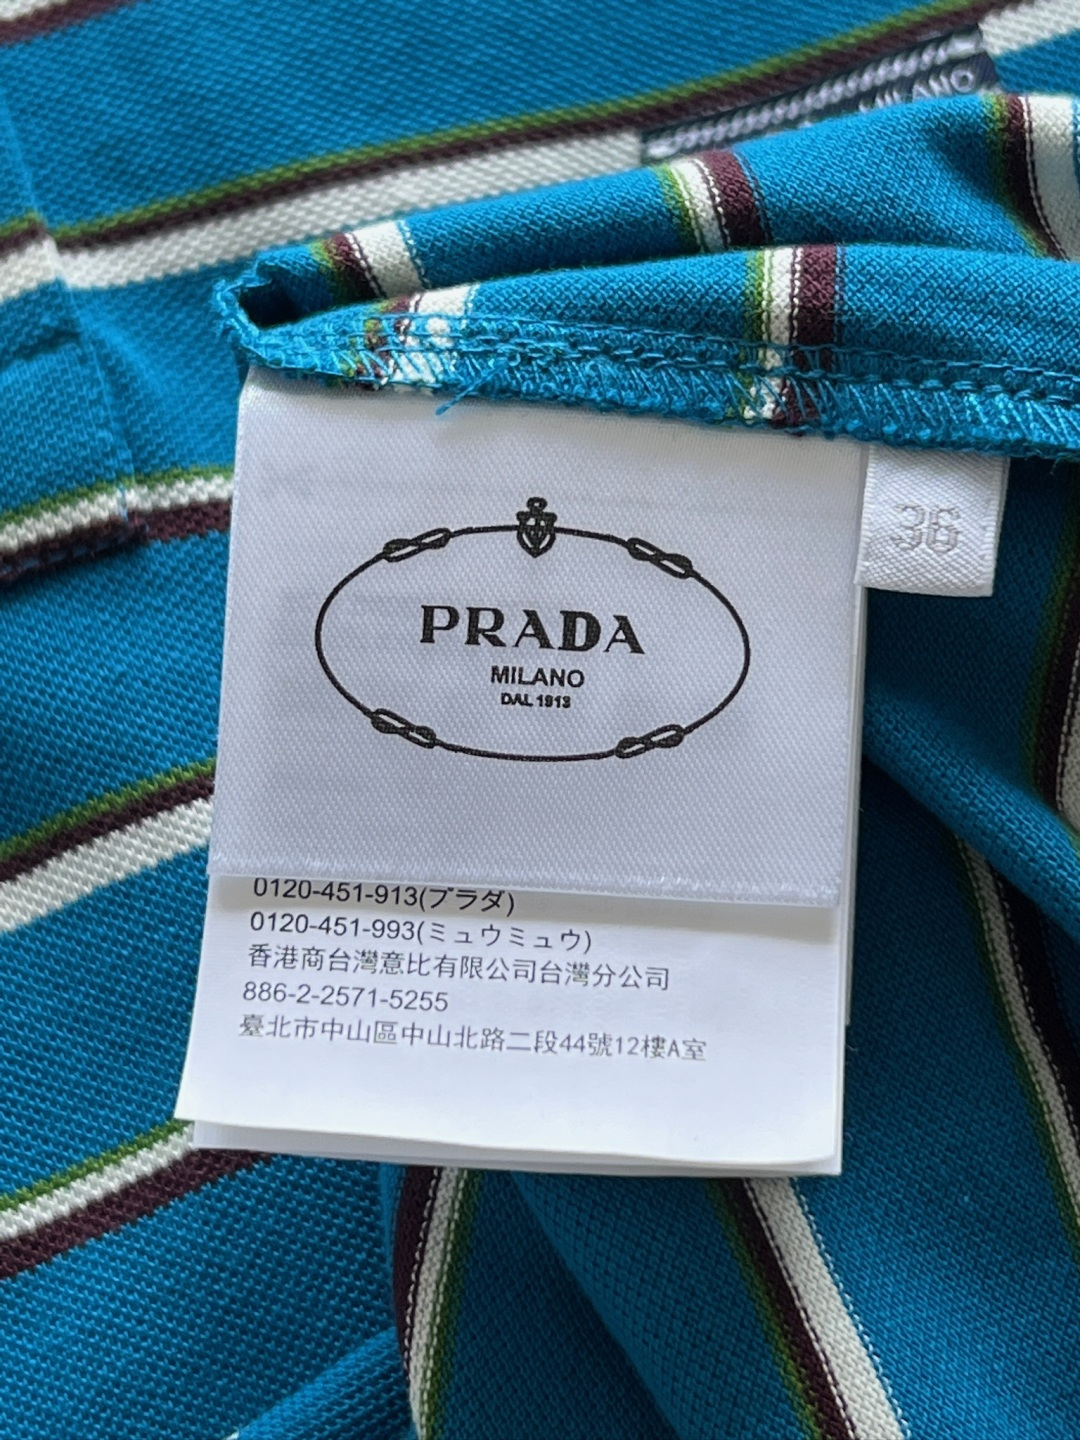 MILANO
36
PRADA
MILANO
DAL 1913
0120-451-913(プラダ)
0120-451-993(ミュウミュウ)
香港商台灣意比有限公司台灣分公司
886-2-2571-5255
臺北市中山區中山北路二段44號12樓A室